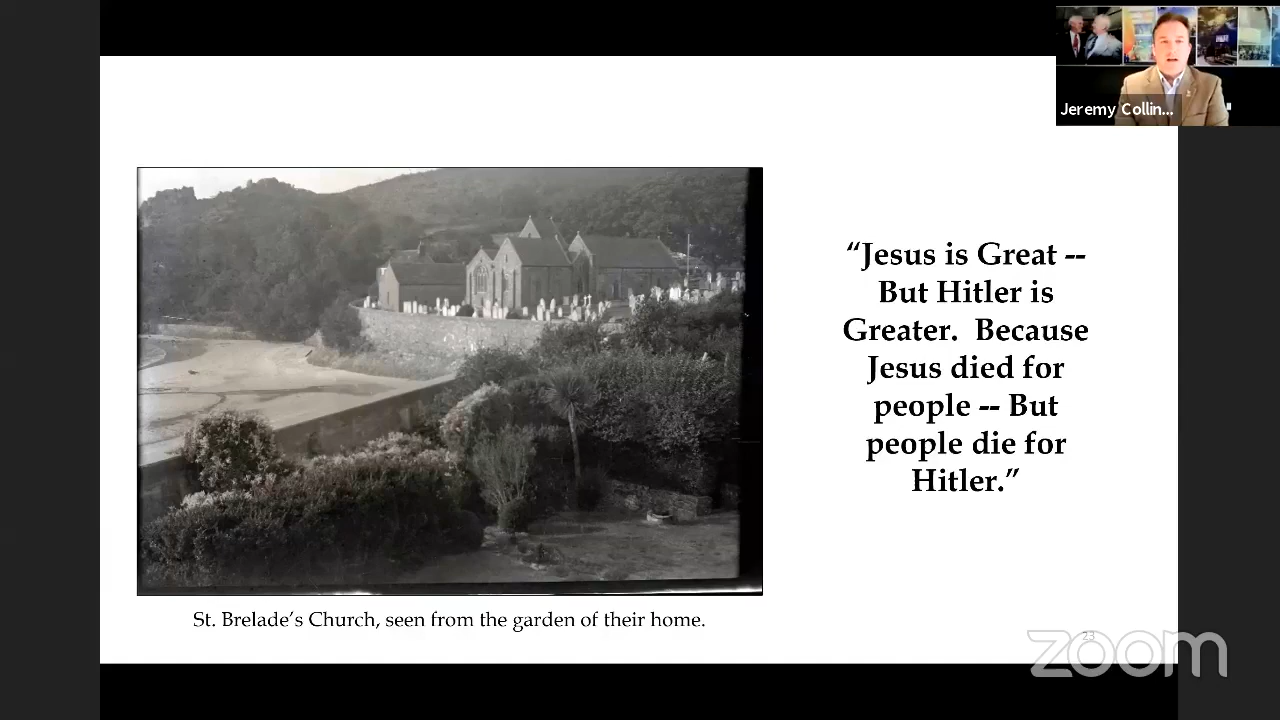 Jeremy Collin...
“Jesus is Great --
But Hitler is
Greater.  Because
Jesus died for
people -- But
people die for
Hitler.”
St. Brelade’s Church, seen from the garden of their home.
23
zoom